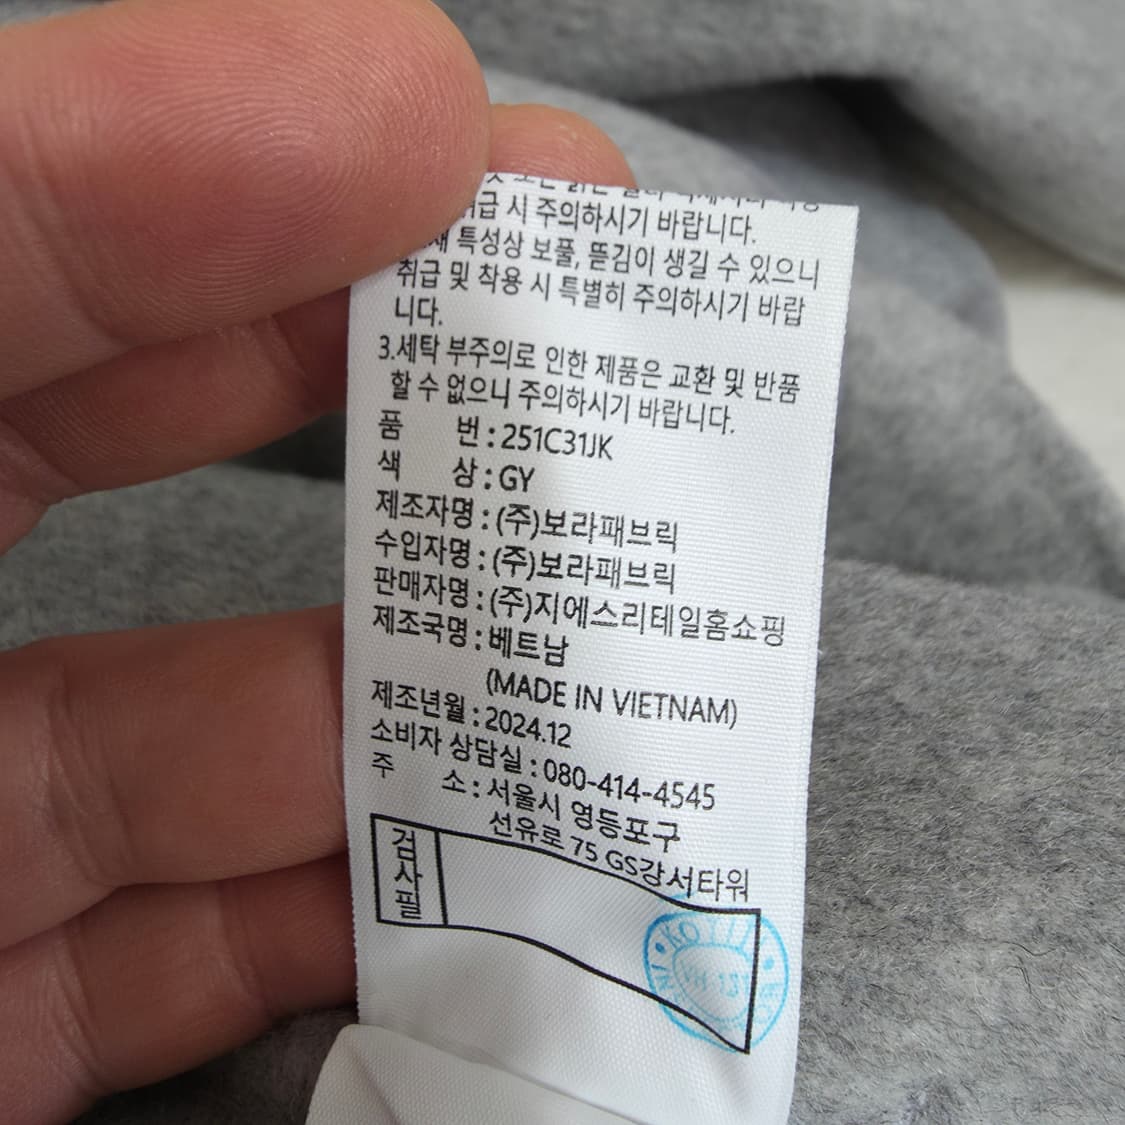 취급 시 주의하시기 바랍니다.
특성상 보풀, 뜯김이 생길 수 있으니
취급 및 착용 시 특별히 주의하시기 바랍
니다.
3.세탁 부주의로 인한 제품은 교환 및 반품
할 수 없으니 주의하시기 바랍니다.
품 번 : 251C31JK
색 상 : GY
제조자명 : (주)보라패브릭
수입자명 : (주)보라패브릭
판매자명 : (주)지에스리테일홈쇼핑
제조국명 : 베트남
(MADE IN VIETNAM)
제조년월 : 2024.12
소비자 상담실 : 080-414-4545
주 소 : 서울시 영등포구
선유로 75 GS강서타워
검사필